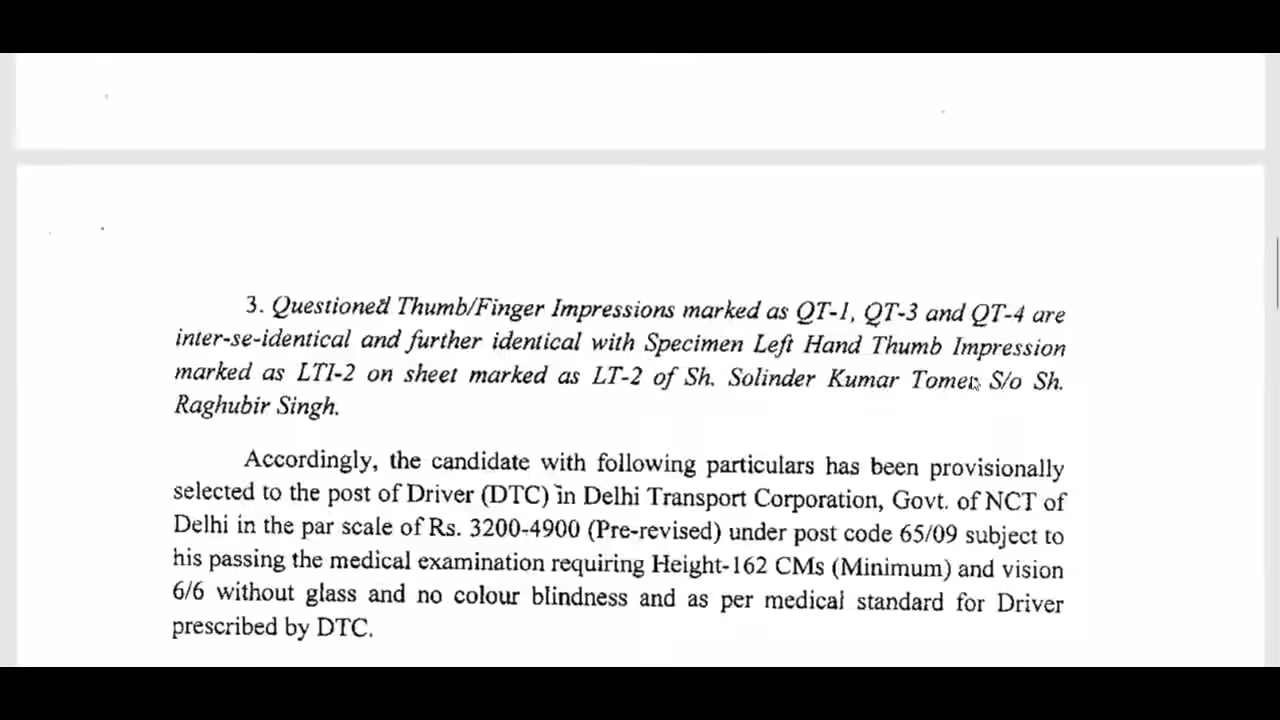 3. Questioned Thumb/Finger Impressions marked as QT-1, QT-3 and QT-4 are
inter-se-identical and further identical with Specimen Left Hand Thumb Impression
marked as LTI-2 on sheet marked as LT-2 of Sh. Solinder Kumar Tomer S/o Sh.
Raghubir Singh.
Accordingly, the candidate with following particulars has been provisionally
selected to the post of Driver (DTC) in Delhi Transport Corporation, Govt. of NCT of
Delhi in the par scale of Rs. 3200-4900 (Pre-revised) under post code 65/09 subject to
his passing the medical examination requiring Height-162 CMs (Minimum) and vision
6/6 without glass and no colour blindness and as per medical standard for Driver
prescribed by DTC.